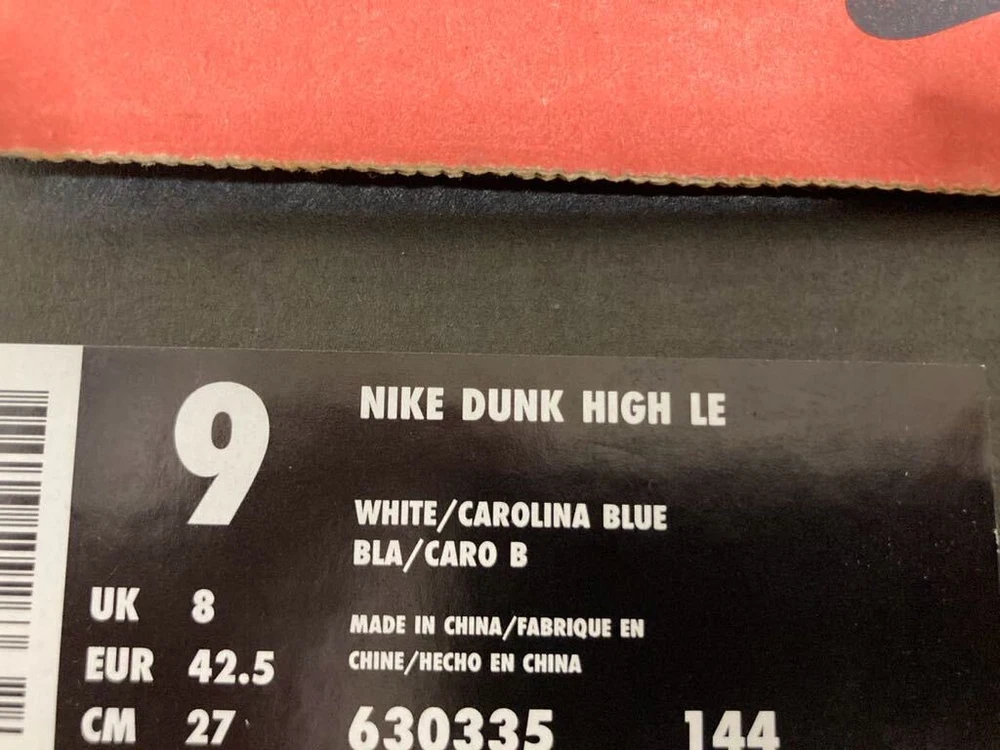 9
NIKE DUNK HIGH LE
WHITE/CAROLINA BLUE
BLA/CARO B
UK 8
EUR 42.5
CM 27
MADE IN CHINA/FABRIQUE EN
CHINE/HECHO EN CHINA
630335 144